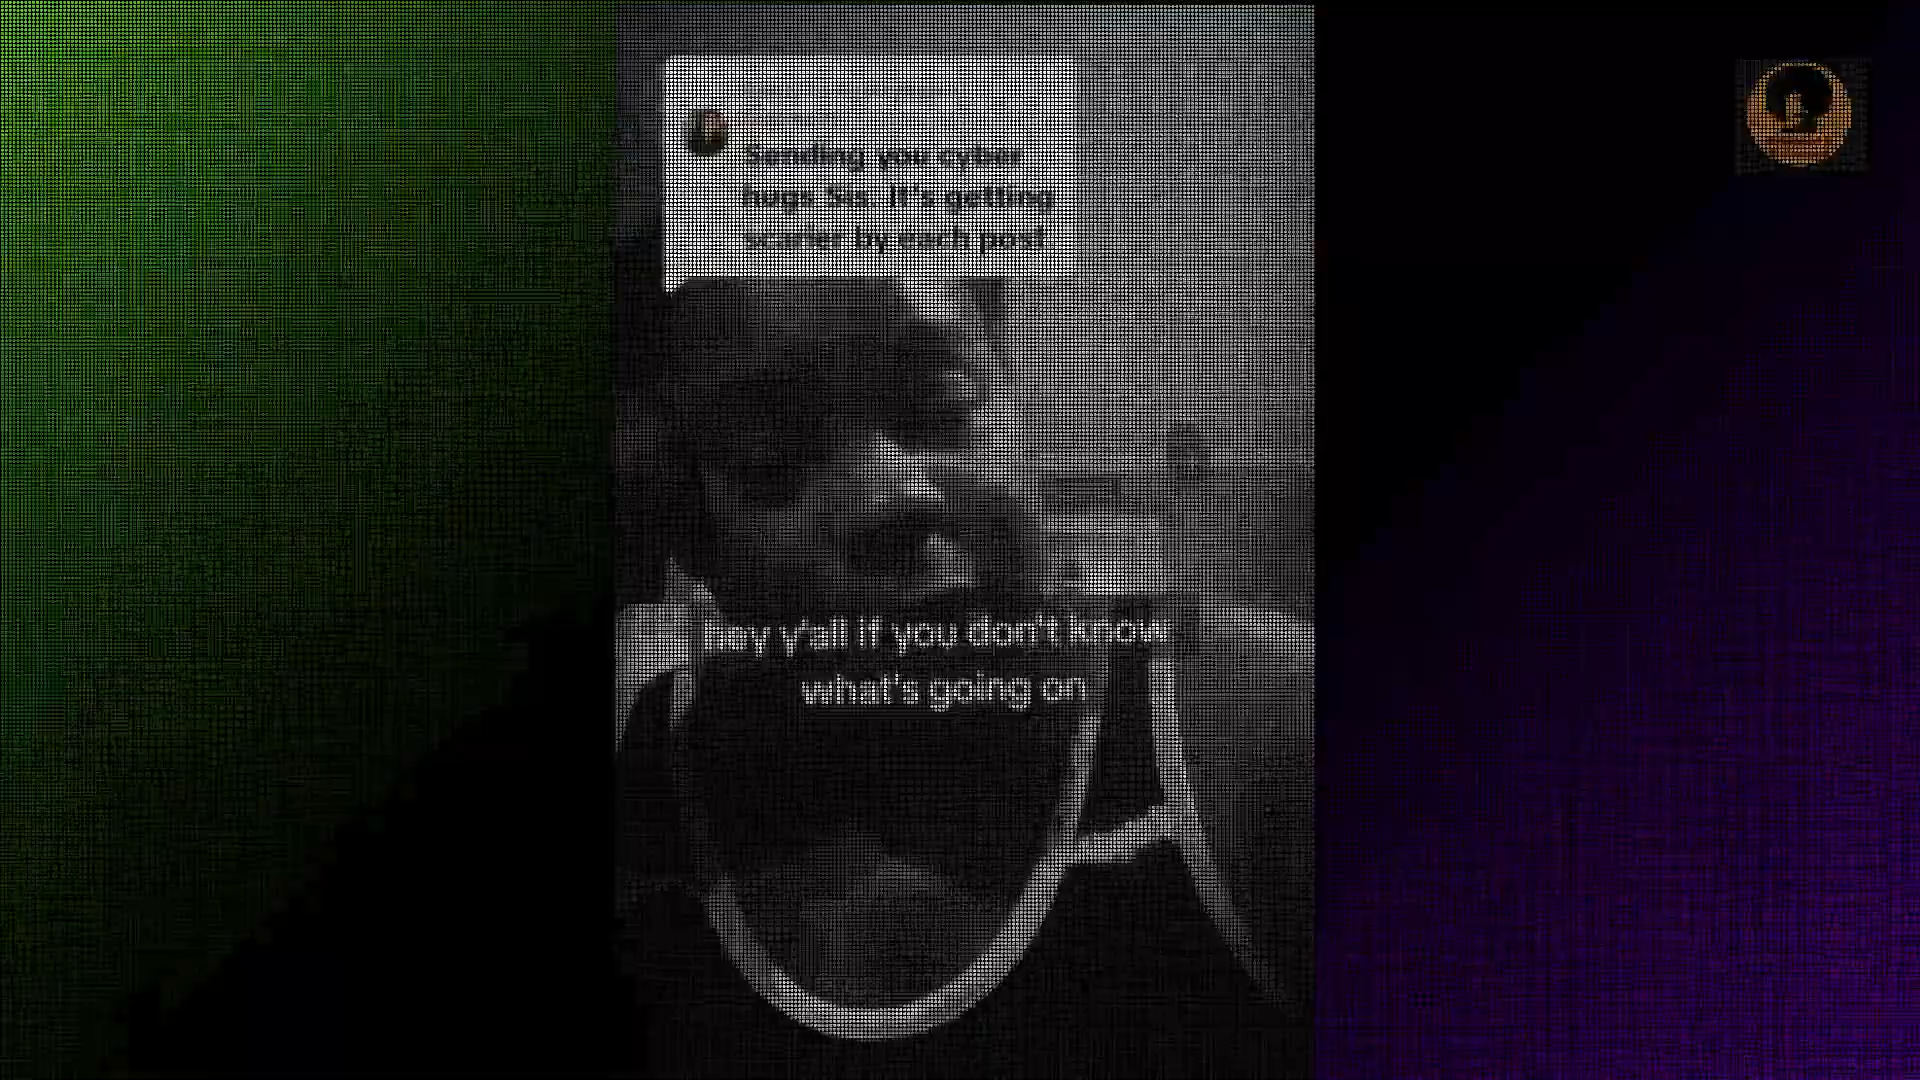 Sending you cyber
hugs Sis. It's getting
scarier by each post
hey y'all if you don't know
what's going on